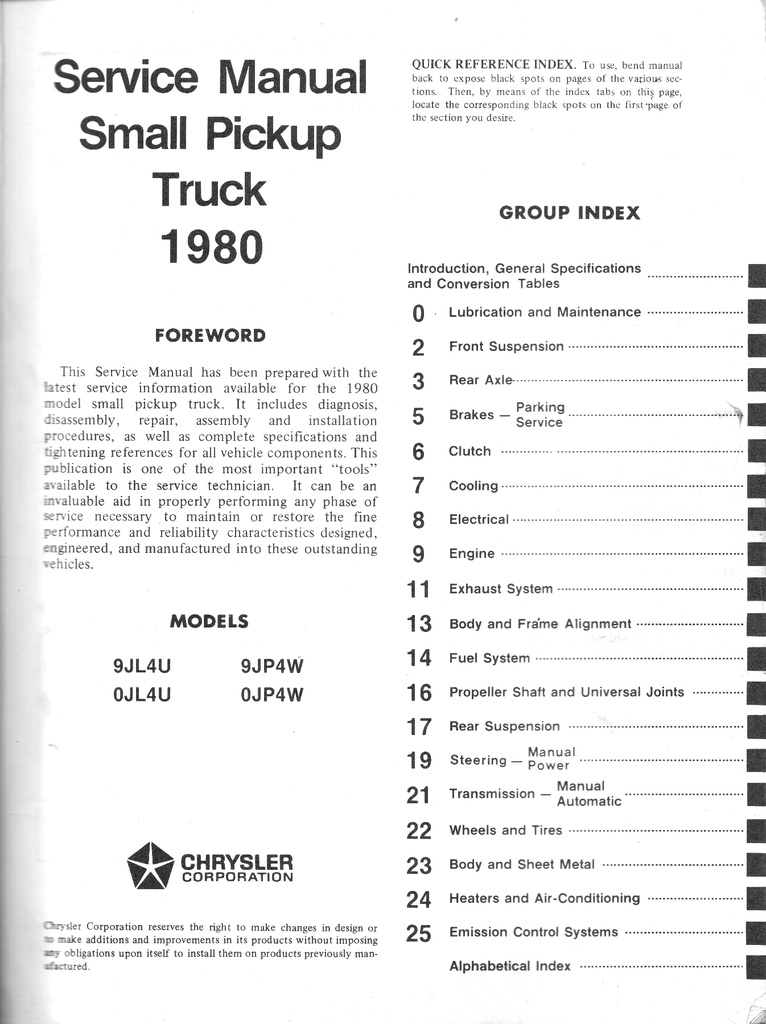 Service Manual
Small Pickup
Truck
1980
FOREWORD
This Service Manual has been prepared with the
latest service information available for the 1980
model small pickup truck. It includes diagnosis,
disassembly, repair, assembly and installation
procedures, as well as complete specifications and
tightening references for all vehicle components. This
publication is one of the most important “tools”
available to the service technician. It can be an
invaluable aid in properly performing any phase of
service necessary to maintain or restore the fine
performance and reliability characteristics designed,
engineered, and manufactured into these outstanding
vehicles.
MODELS
9JL4U 9JP4W
0JL4U 0JP4W
CHRYSLER
CORPORATION
Chrysler Corporation reserves the right to make changes in design or
to make additions and improvements in its products without imposing
any obligations upon itself to install them on products previously man-
ufactured.
QUICK REFERENCE INDEX. To use, bend manual
back to expose black spots on pages of the various sec-
tions. Then, by means of the index tabs on this page,
locate the corresponding black spots on the first page of
the section you desire.
GROUP INDEX
Introduction, General Specifications
and Conversion Tables
0 Lubrication and Maintenance
2 Front Suspension
3 Rear Axle
5 Brakes — Parking
Service
6 Clutch
7 Cooling
8 Electrical
9 Engine
11 Exhaust System
13 Body and Frame Alignment
14 Fuel System
16 Propeller Shaft and Universal Joints
17 Rear Suspension
19 Steering — Manual
Power
21 Transmission — Manual
Automatic
22 Wheels and Tires
23 Body and Sheet Metal
24 Heaters and Air-Conditioning
25 Emission Control Systems
Alphabetical Index